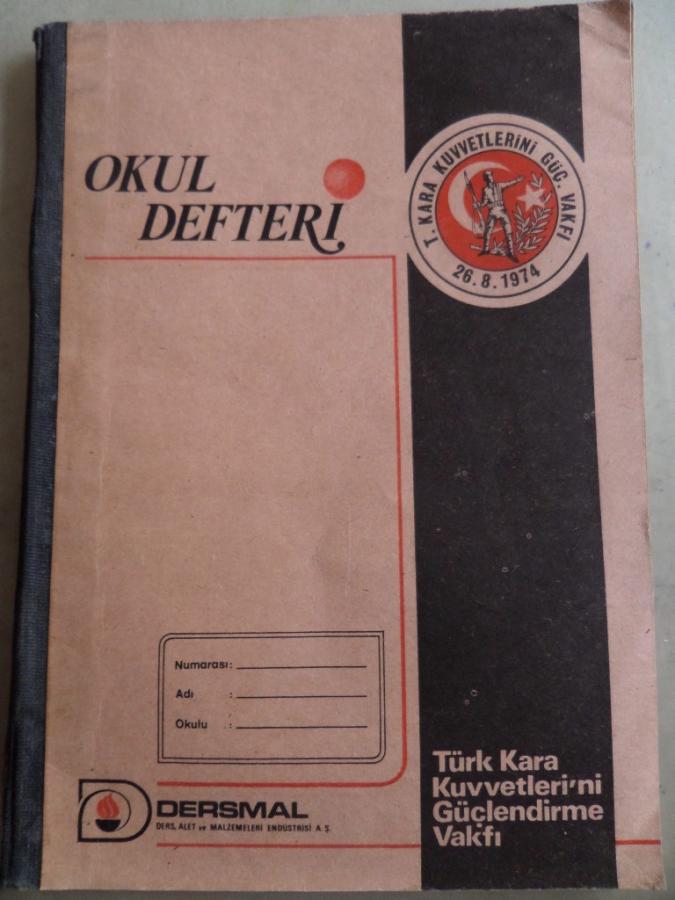 OKUL
DEFTERİ
T. KARA KUVVETLERİNİ GÜÇ. VAKFI
26.8.1974
Numarası:
Adı :
Okulu :
DERSMAL
DERS, ALET ve MALZEMELERİ ENDÜSTRİSİ A.Ş.
Türk Kara
Kuvvetleri'ni
Güçlendirme
Vakfı